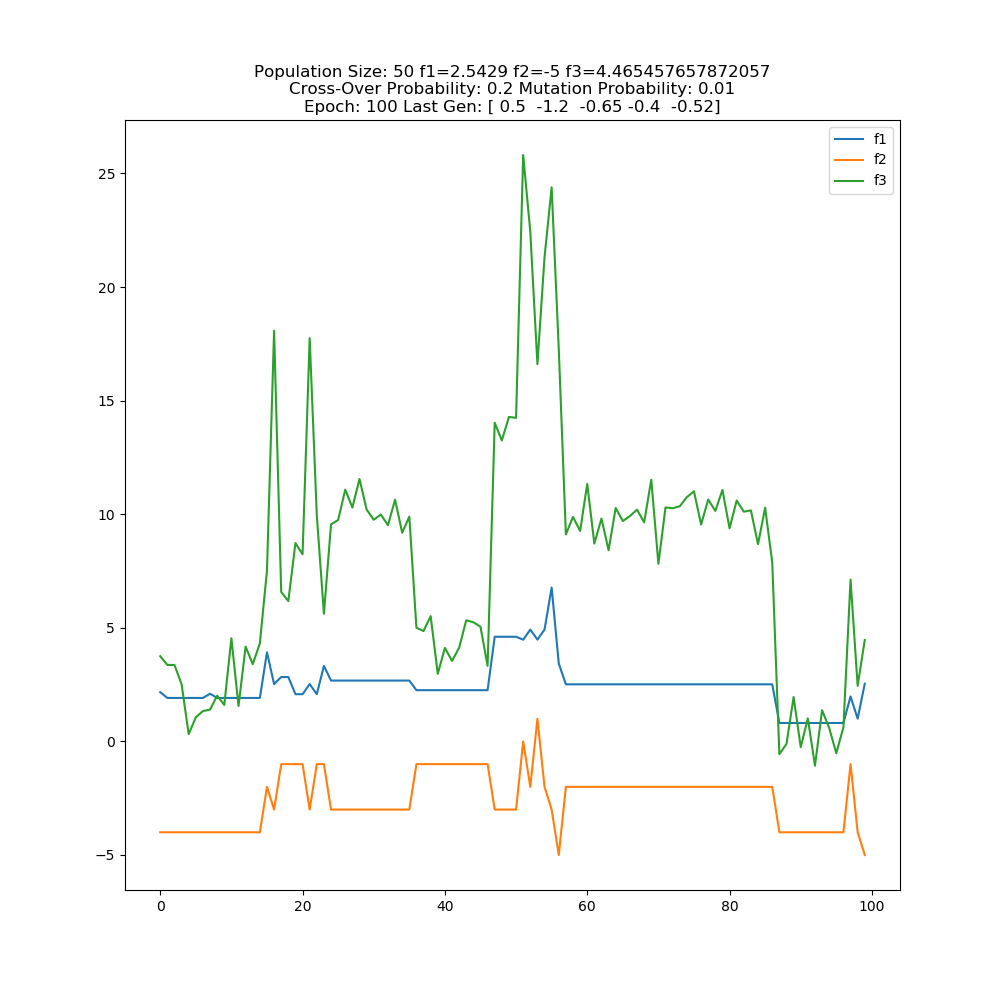 Population Size: 50 f1=2.5429 f2=-5 f3=4.465457657872057
Cross-Over Probability: 0.2 Mutation Probability: 0.01
Epoch: 100 Last Gen: [ 0.5  -1.2  -0.65 -0.4  -0.52]
f1
f2
f3
25
20
15
10
5
0
−5
0 20 40 60 80 100